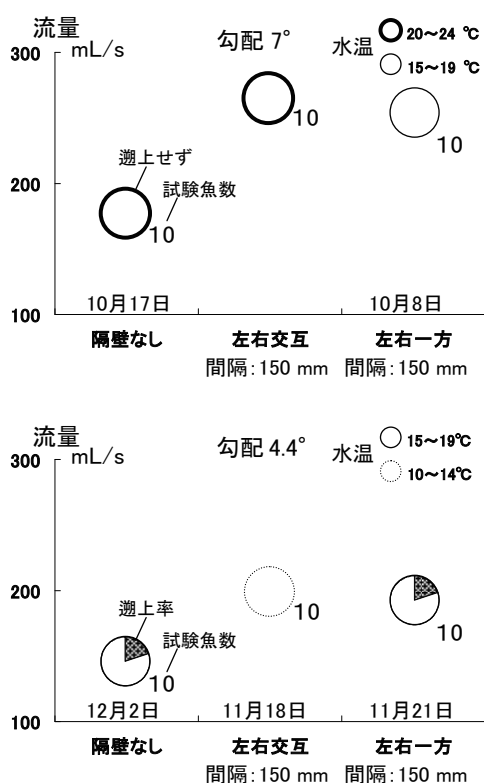 流量
mL/s
勾配 7°
水温
20～24 ℃
15～19 ℃
300
200
100
10
10
10
遡上せず
試験魚数
10月17日
10月8日
隔壁なし
左右交互
左右一方
間隔：150 mm
間隔：150 mm
流量
mL/s
勾配 4.4°
水温
15～19℃
10～14℃
300
200
100
遡上率
試験魚数
10
10
10
12月2日
11月18日
11月21日
隔壁なし
左右交互
左右一方
間隔：150 mm
間隔：150 mm